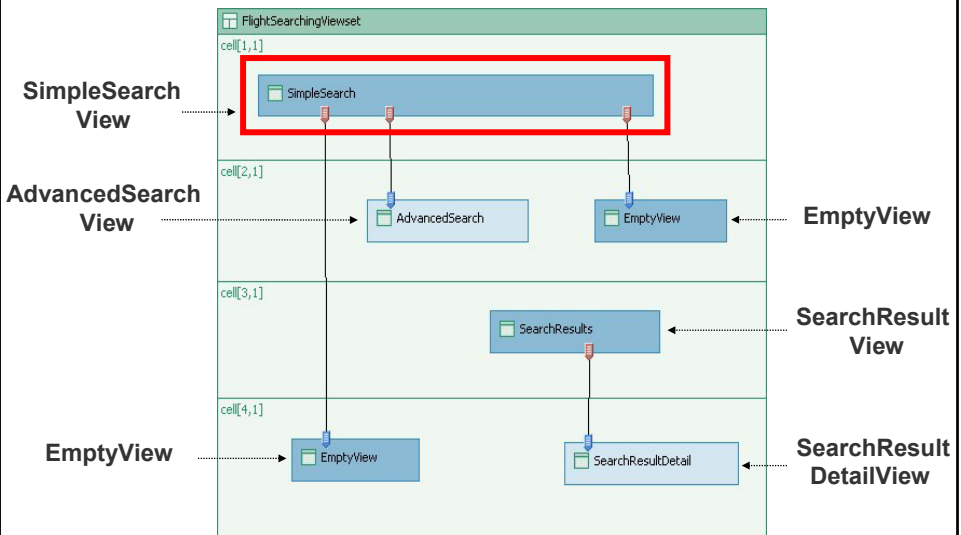 FlightSearchingViewset
cell[1,1]
SimpleSearch
View
SimpleSearch
cell[2,1]
AdvancedSearch
View
AdvancedSearch
EmptyView
EmptyView
cell[3,1]
SearchResults
SearchResult
View
cell[4,1]
EmptyView
EmptyView
SearchResultDetail
SearchResult
DetailView